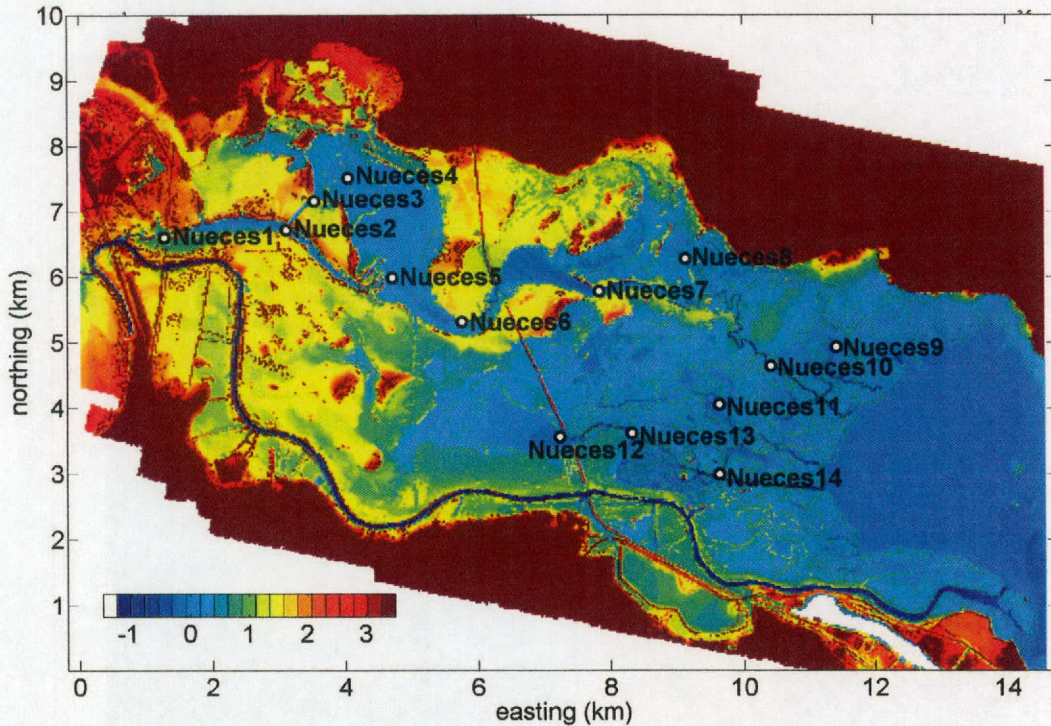 10
9
8
7
6
5
4
3
2
1
northing (km)
Nueces4
Nueces3
Nueces2
Nueces1
Nueces8
Nueces5
Nueces7
Nueces6
Nueces9
Nueces10
Nueces11
Nueces13
Nueces12
Nueces14
-1 0 1 2 3
0 2 4 6 8 10 12 14
easting (km)